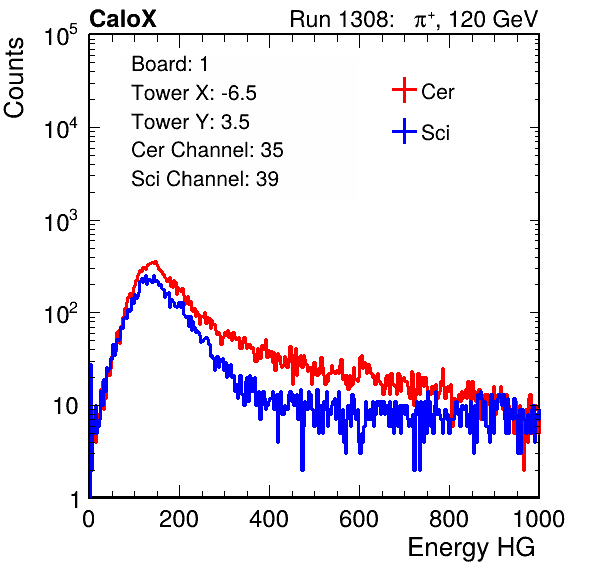 CaloX Run 1308: π⁺, 120 GeV
Counts
10⁵
10⁴
10³
10²
10
1
Board: 1
Tower X: -6.5
Tower Y: 3.5
Cer Channel: 35
Sci Channel: 39
Cer
Sci
0 200 400 600 800 1000
Energy HG